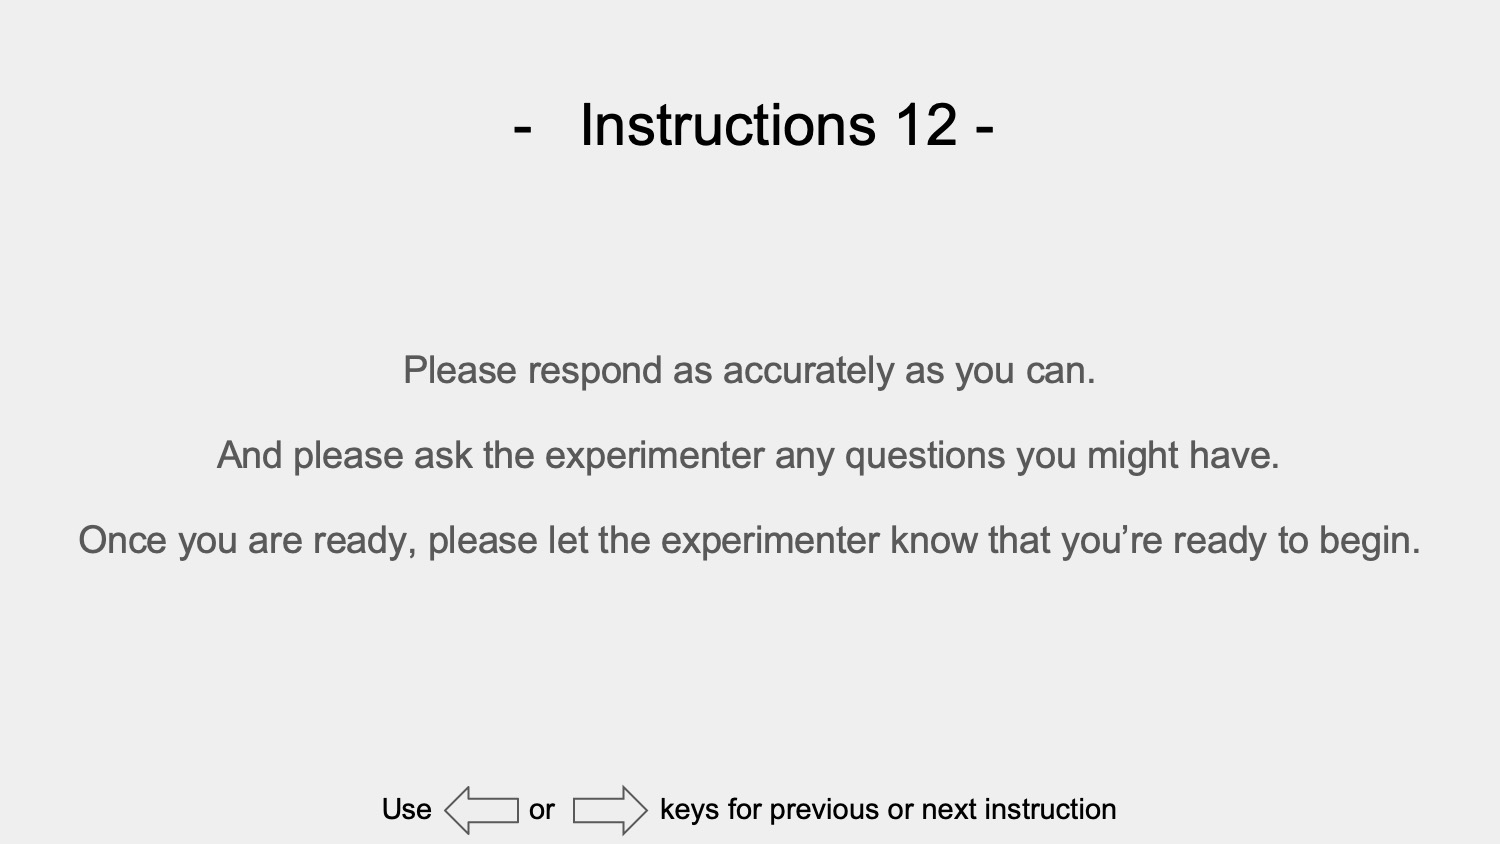 - Instructions 12 -
Please respond as accurately as you can.
And please ask the experimenter any questions you might have.
Once you are ready, please let the experimenter know that you’re ready to begin.
Use or keys for previous or next instruction